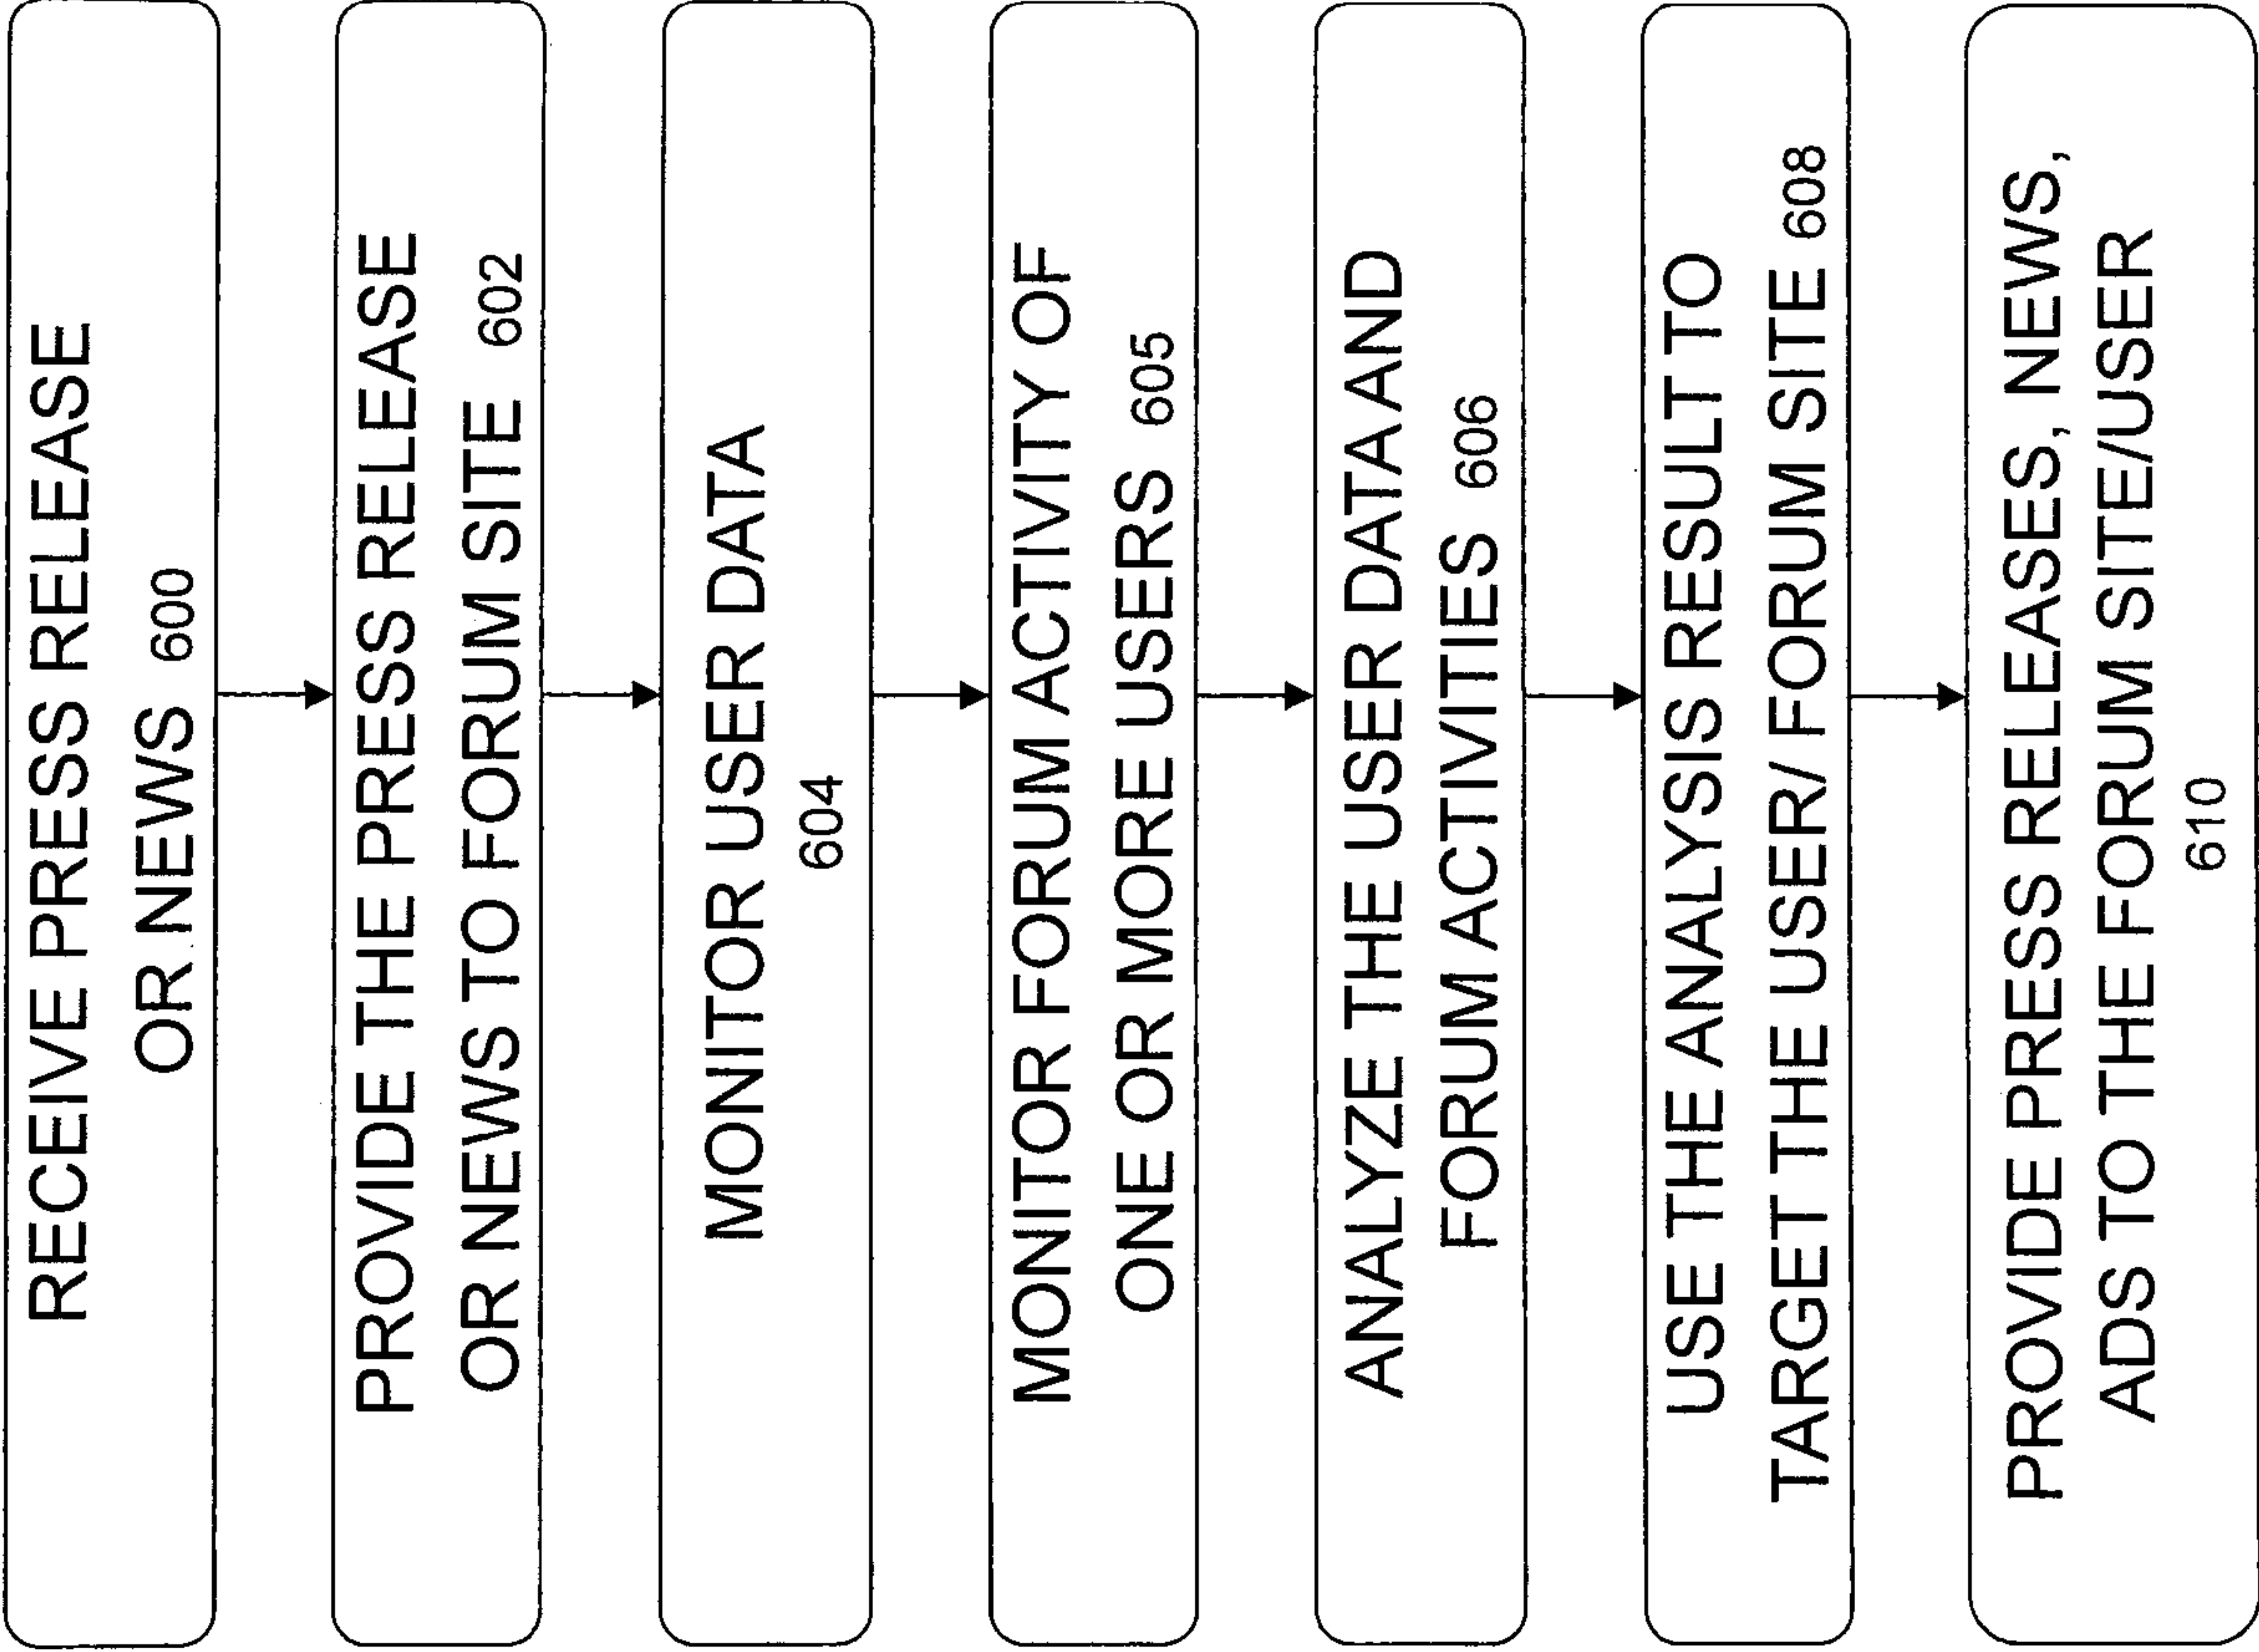 RECEIVE PRESS RELEASE
OR NEWS 600
PROVIDE THE PRESS RELEASE
OR NEWS TO FORUM SITE 602
MONITOR USER DATA
604
MONITOR FORUM ACTIVITY OF
ONE OR MORE USERS 605
ANALYZE THE USER DATA AND
FORUM ACTIVITIES 606
USE THE ANALYSIS RESULT TO
TARGET THE USER/ FORUM SITE 608
PROVIDE PRESS RELEASES, NEWS,
ADS TO THE FORUM SITE/USER
610